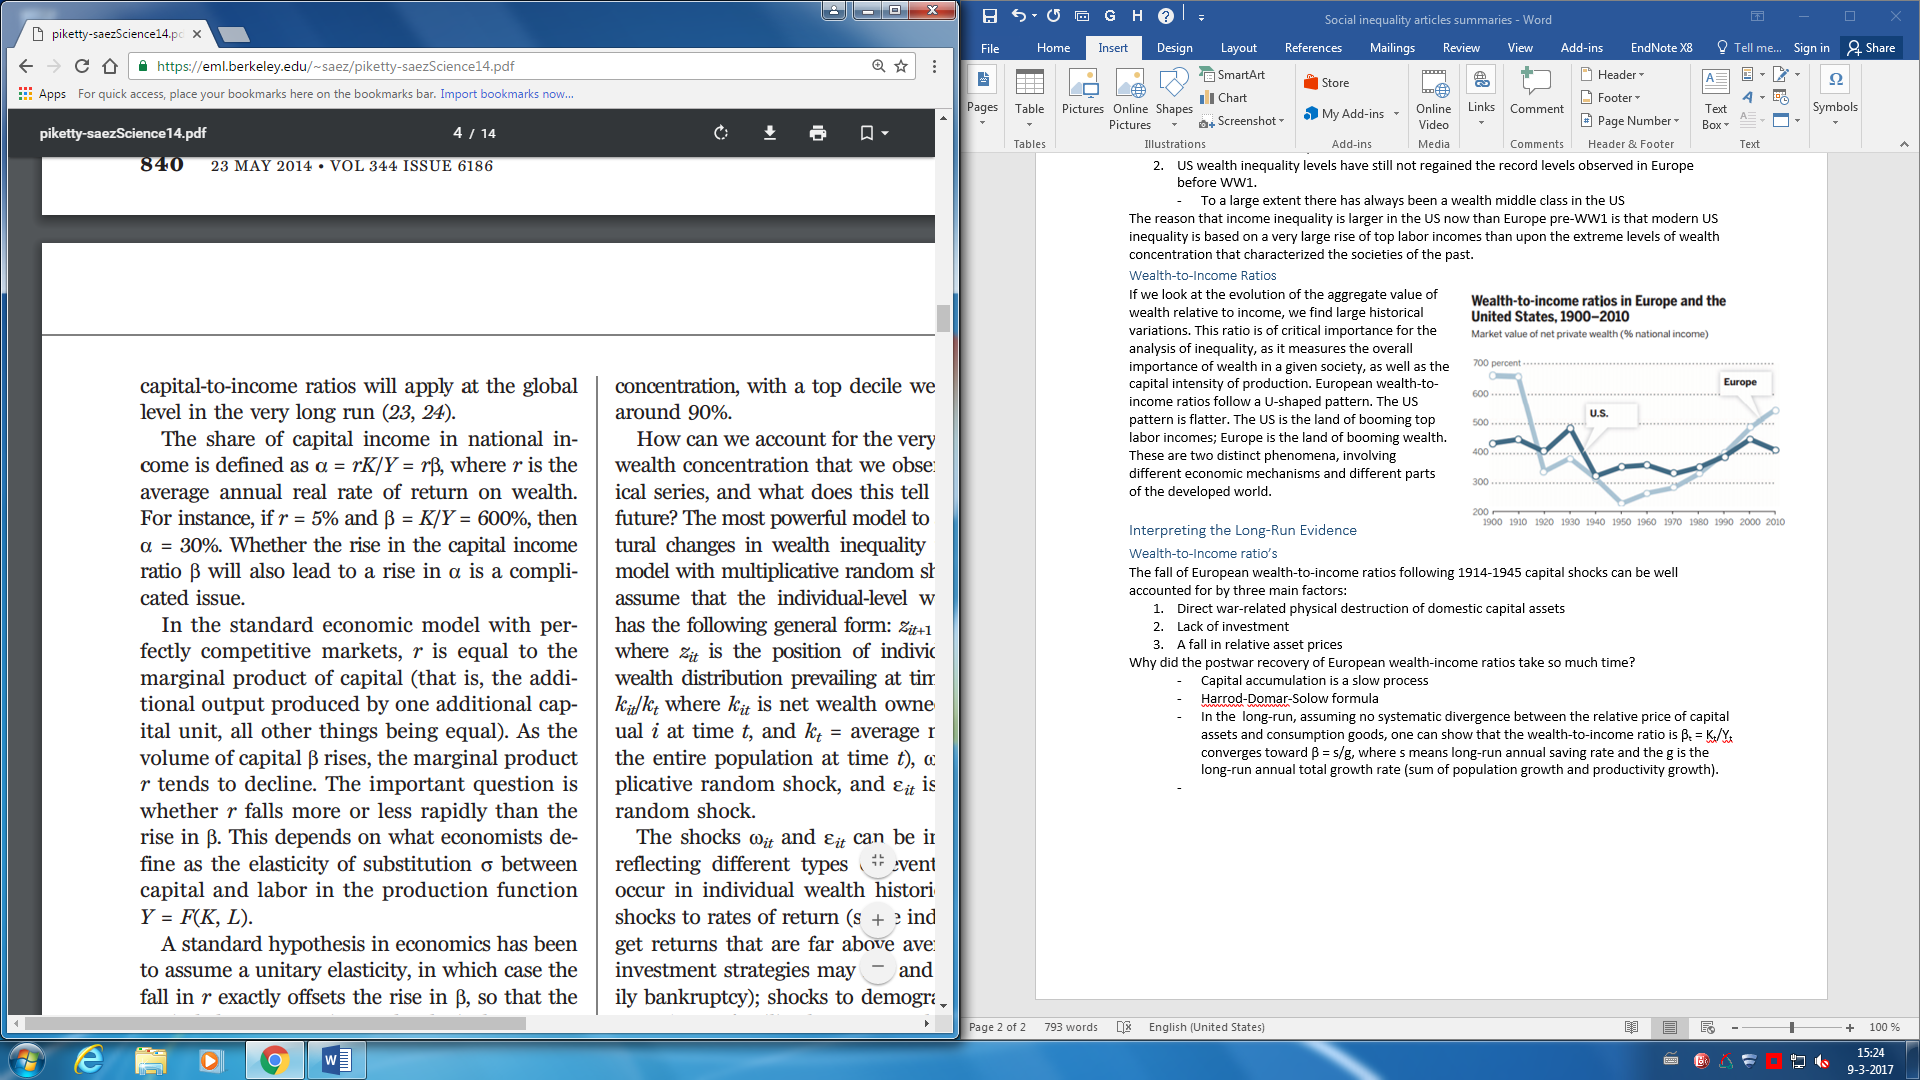 piketty-saezScience14.pd
https://eml.berkeley.edu/~saez/piketty-saezScience14.pdf
Apps For quick access, place your bookmarks here on the bookmarks bar. Import bookmarks now...
piketty-saezScience14.pdf 4 / 14
840 23 MAY 2014 • VOL 344 ISSUE 6186
capital-to-income ratios will apply at the global
level in the very long run (23, 24).
The share of capital income in national in-
come is defined as α = rK/Y = rβ, where r is the
average annual real rate of return on wealth.
For instance, if r = 5% and β = K/Y = 600%, then
α = 30%. Whether the rise in the capital income
ratio β will also lead to a rise in α is a compli-
cated issue.
In the standard economic model with per-
fectly competitive markets, r is equal to the
marginal product of capital (that is, the addi-
tional output produced by one additional cap-
ital unit, all other things being equal). As the
volume of capital β rises, the marginal product
r tends to decline. The important question is
whether r falls more or less rapidly than the
rise in β. This depends on what economists de-
fine as the elasticity of substitution σ between
capital and labor in the production function
Y = F(K, L).
A standard hypothesis in economics has been
to assume a unitary elasticity, in which case the
fall in r exactly offsets the rise in β, so that the
concentration, with a top decile we
around 90%.
How can we account for the very
wealth concentration that we obse
ical series, and what does this tell
future? The most powerful model to
tural changes in wealth inequality
model with multiplicative random sh
assume that the individual-level w
has the following general form: zit+1
where zit is the position of indivi
wealth distribution prevailing at tim
kit/kt where kit is net wealth owne
ual i at time t, and kt = average n
the entire population at time t), ω
plicative random shock, and εit is
random shock.
The shocks ωit and εit can be in
reflecting different types event
occur in individual wealth histori
shocks to rates of return (s e ind
get returns that are far above ave
investment strategies may and
ily bankruptcy); shocks to demogra
Social inequality articles summaries - Word
G H
File Home Insert Design Layout References Mailings Review View Add-ins EndNote X8 Tell me... Sign in Share
Pages
Table
Tables
Pictures
Online
Pictures
Shapes
SmartArt
Chart
Screenshot
Illustrations
Store
My Add-ins
Add-ins
Online
Video
Media
Links
Comment
Comments
Header
Footer
Page Number
Header & Footer
Text
Box
Text
Symbols
2. US wealth inequality levels have still not regained the record levels observed in Europe
before WW1.
- To a large extent there has always been a wealth middle class in the US
The reason that income inequality is larger in the US now than Europe pre-WW1 is that modern US
inequality is based on a very large rise of top labor incomes than upon the extreme levels of wealth
concentration that characterized the societies of the past.
Wealth-to-Income Ratios
If we look at the evolution of the aggregate value of
wealth relative to income, we find large historical
variations. This ratio is of critical importance for the
analysis of inequality, as it measures the overall
importance of wealth in a given society, as well as the
capital intensity of production. European wealth-to-
income ratios follow a U-shaped pattern. The US
pattern is flatter. The US is the land of booming top
labor incomes; Europe is the land of booming wealth.
These are two distinct phenomena, involving
different economic mechanisms and different parts
of the developed world.
Wealth-to-income ratios in Europe and the
United States, 1900–2010
Market value of net private wealth (% national income)
700 percent
600
500
400
300
200
Europe
U.S.
1900 1910 1920 1930 1940 1950 1960 1970 1980 1990 2000 2010
Interpreting the Long-Run Evidence
Wealth-to-Income ratio's
The fall of European wealth-to-income ratios following 1914-1945 capital shocks can be well
accounted for by three main factors:
1. Direct war-related physical destruction of domestic capital assets
2. Lack of investment
3. A fall in relative asset prices
Why did the postwar recovery of European wealth-income ratios take so much time?
- Capital accumulation is a slow process
- Harrod-Domar-Solow formula
- In the long-run, assuming no systematic divergence between the relative price of capital
assets and consumption goods, one can show that the wealth-to-income ratio is βt = Kt/Yt
converges toward β = s/g, where s means long-run annual saving rate and the g is the
long-run annual total growth rate (sum of population growth and productivity growth).
-
Page 2 of 2 793 words English (United States) 100 %
15:24
9-3-2017